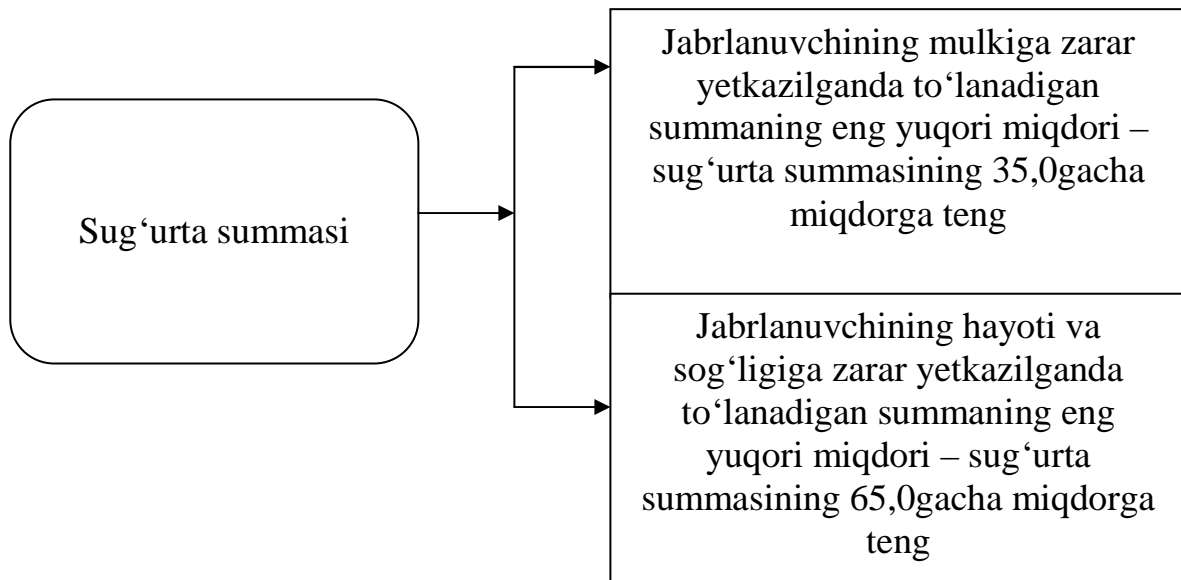 Sug‘urta summasi
Jabrlanuvchining mulkiga zarar
yetkazilganda to‘lanadigan
summaning eng yuqori miqdori –
sug‘urta summasining 35,0gacha
miqdorga teng
Jabrlanuvchining hayoti va
sog‘ligiga zarar yetkazilganda
to‘lanadigan summaning eng
yuqori miqdori – sug‘urta
summasining 65,0gacha miqdorga
teng